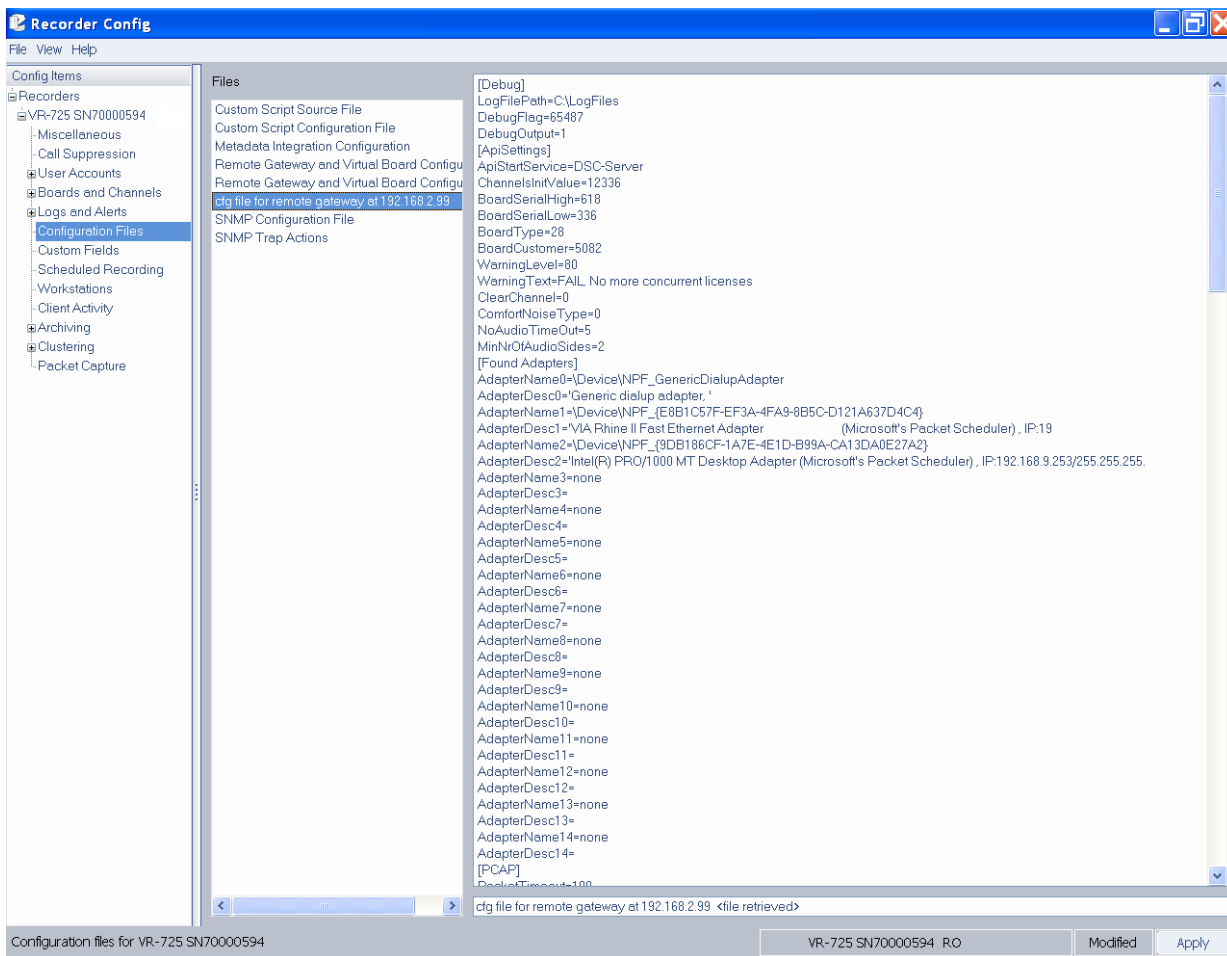 Recorder Config
File View Help
Config Items
Recorders
VR-725 SN70000594
Miscellaneous
Call Suppression
User Accounts
Boards and Channels
Logs and Alerts
Configuration Files
Custom Fields
Scheduled Recording
Workstations
Client Activity
Archiving
Clustering
Packet Capture
Files
Custom Script Source File
Custom Script Configuration File
Metadata Integration Configuration
Remote Gateway and Virtual Board Configu
Remote Gateway and Virtual Board Configu
cfg file for remote gateway at 192.168.2.99
SNMP Configuration File
SNMP Trap Actions
[Debug]
LogFilePath=C:\LogFiles
DebugFlag=65487
DebugOutput=1
[ApiSettings]
ApiStartService=DSC-Server
ChannelsInitValue=12336
BoardSerialHigh=618
BoardSerialLow=336
BoardType=28
BoardCustomer=5082
WarningLevel=80
WarningText=FAIL, No more concurrent licenses
ClearChannel=0
ComfortNoiseType=0
NoAudioTimeOut=5
MinNrOfAudioSides=2
[Found Adapters]
AdapterName0=\Device\NPF_GenericDialupAdapter
AdapterDesc0='Generic dialup adapter, '
AdapterName1=\Device\NPF_{E8B1C57F-EF3A-4FA9-8B5C-D121A637D4C4}
AdapterDesc1='VIA Rhine II Fast Ethernet Adapter (Microsoft's Packet Scheduler) , IP:19
AdapterName2=\Device\NPF_{9DB186CF-1A7E-4E1D-B99A-CA13DA0E27A2}
AdapterDesc2='Intel(R) PRO/1000 MT Desktop Adapter (Microsoft's Packet Scheduler) , IP:192.168.9.253/255.255.255.
AdapterName3=none
AdapterDesc3=
AdapterName4=none
AdapterDesc4=
AdapterName5=none
AdapterDesc5=
AdapterName6=none
AdapterDesc6=
AdapterName7=none
AdapterDesc7=
AdapterName8=none
AdapterDesc8=
AdapterName9=none
AdapterDesc9=
AdapterName10=none
AdapterDesc10=
AdapterName11=none
AdapterDesc11=
AdapterName12=none
AdapterDesc12=
AdapterName13=none
AdapterDesc13=
AdapterName14=none
AdapterDesc14=
[PCAP]
PacketTimeout=100
cfg file for remote gateway at 192.168.2.99 <file retrieved>
Configuration files for VR-725 SN70000594
VR-725 SN70000594 RO
Modified
Apply